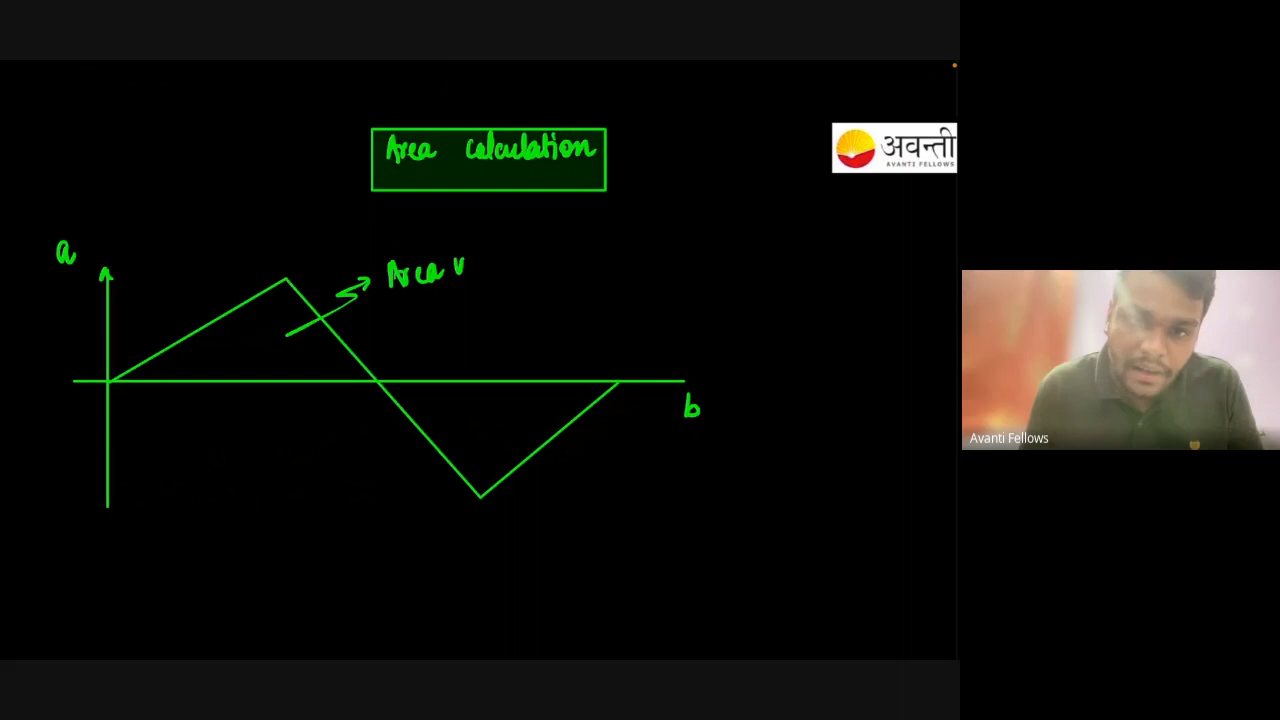 Area calculation
अवन्ती
AVANTI FELLOWS
a
Area
b
Avanti Fellows